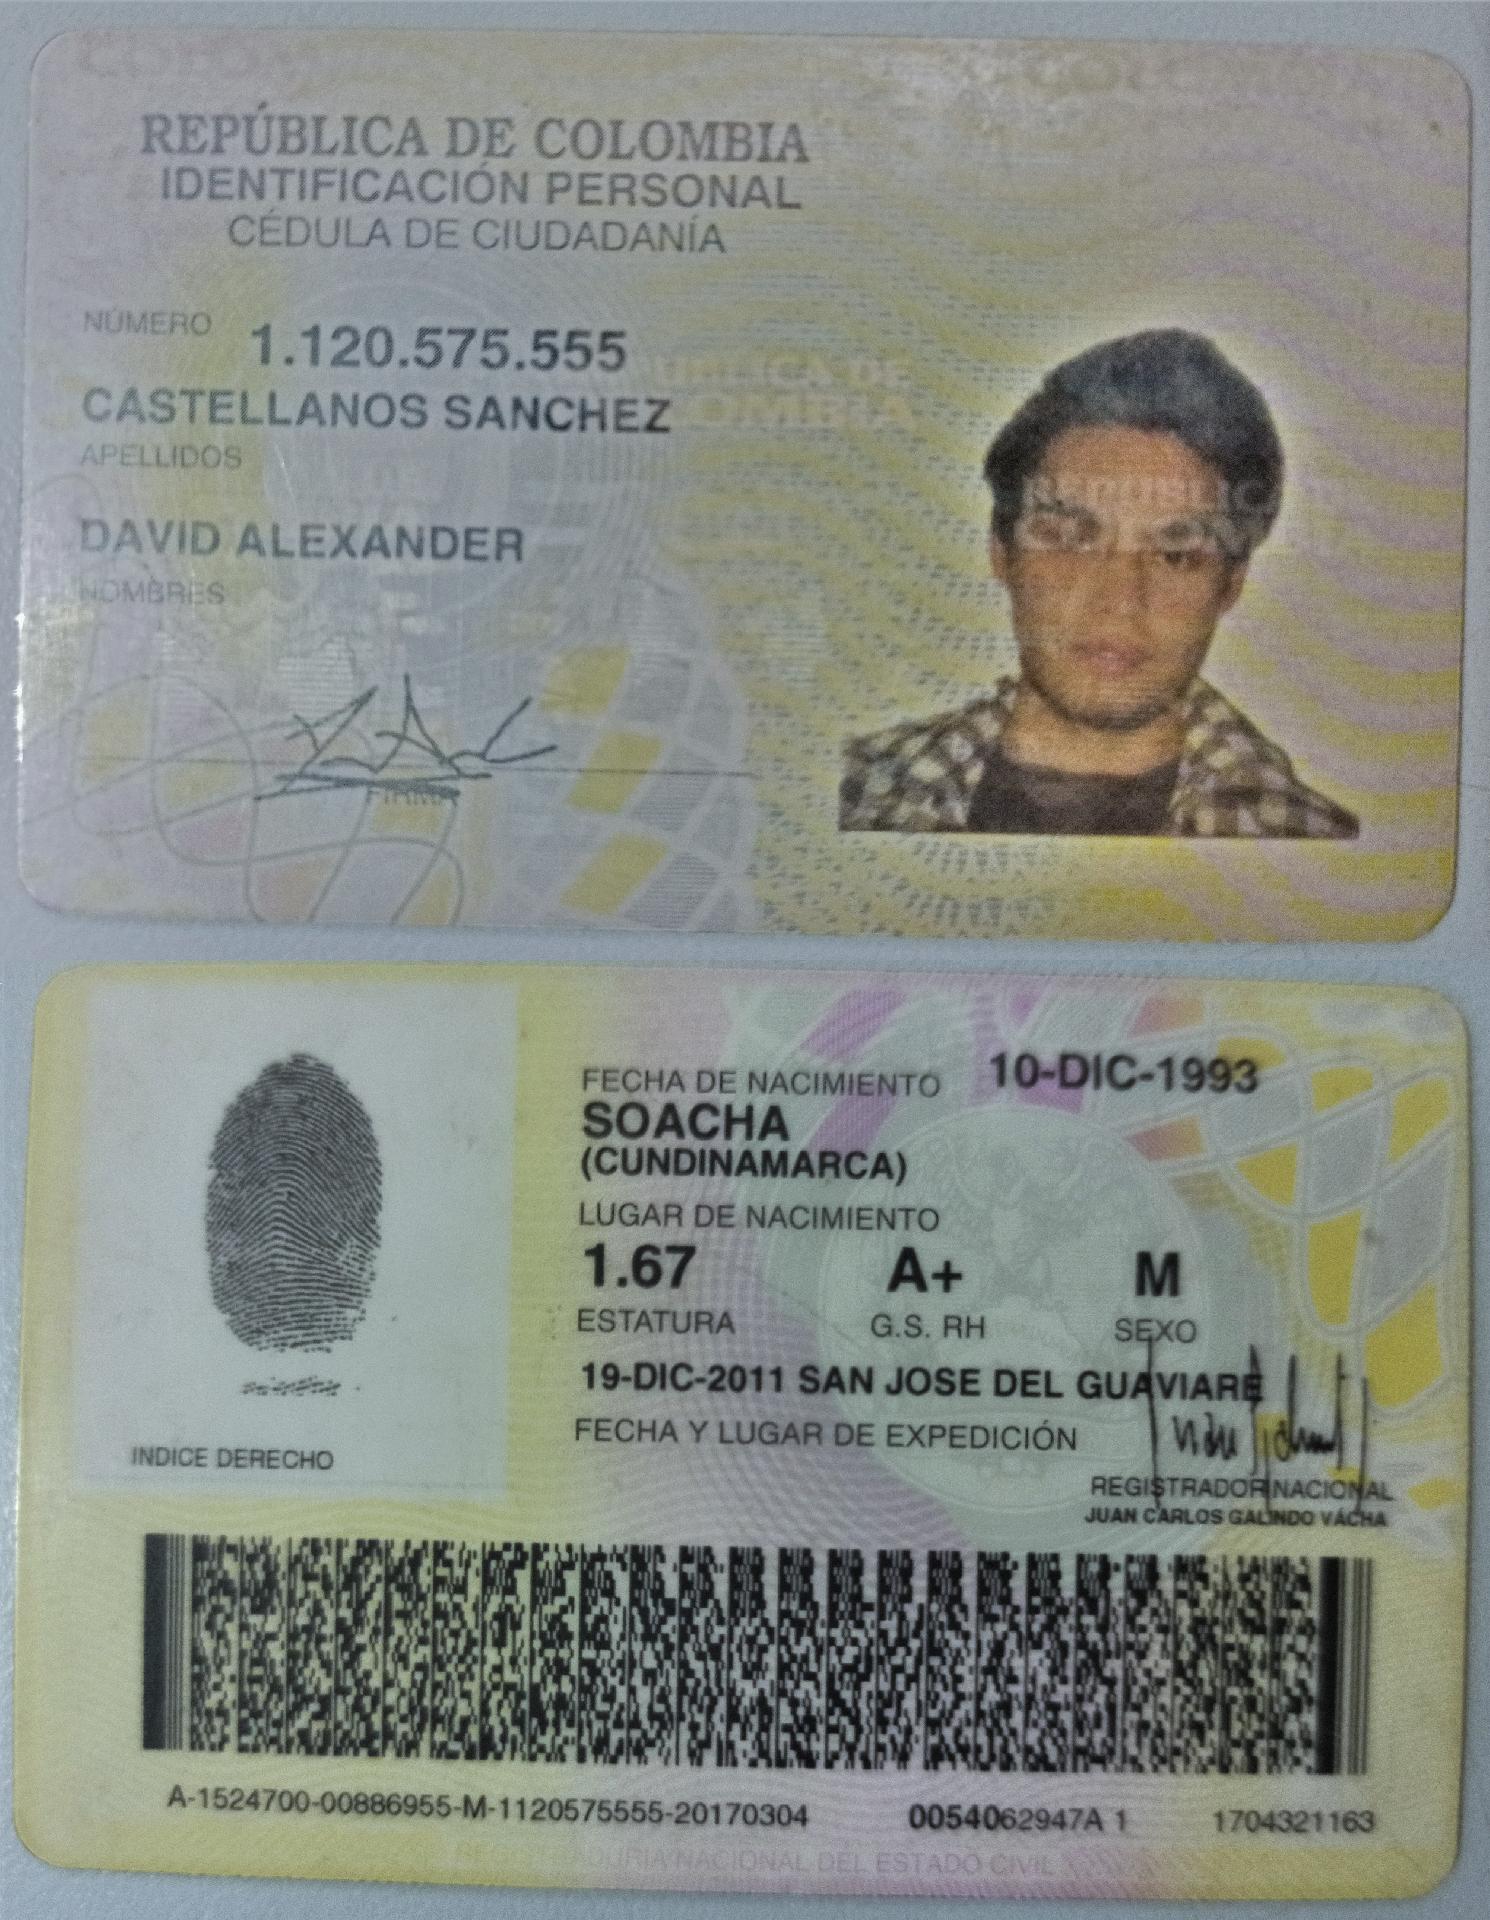 REPÚBLICA DE COLOMBIA
IDENTIFICACIÓN PERSONAL
CÉDULA DE CIUDADANÍA
NÚMERO 1.120.575.555
CASTELLANOS SANCHEZ
APELLIDOS
DAVID ALEXANDER
NOMBRES
FIRMA
FECHA DE NACIMIENTO 10-DIC-1993
SOACHA
(CUNDINAMARCA)
LUGAR DE NACIMIENTO
1.67 A+ M
ESTATURA G.S. RH SEXO
19-DIC-2011 SAN JOSE DEL GUAVIARE
FECHA Y LUGAR DE EXPEDICIÓN
INDICE DERECHO
REGISTRADOR NACIONAL
JUAN CARLOS GALINDO VÁCHA
A-1524700-00886955-M-1120575555-20170304 0054062947A 1 1704321163
REGISTRADURIA NACIONAL DEL ESTADO CIVIL